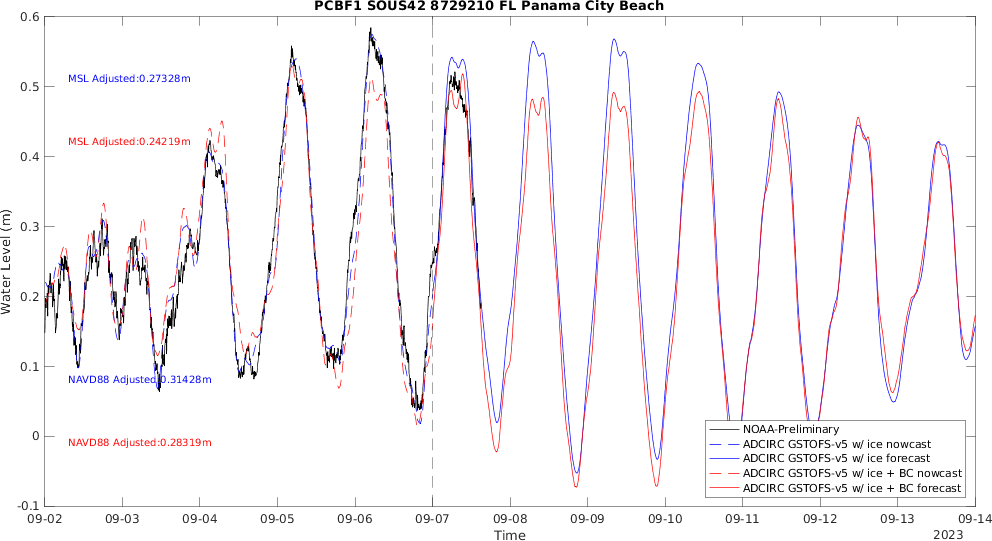 PCBF1 SOUS42 8729210 FL Panama City Beach
0.6
0.5
0.4
0.3
0.2
0.1
0
-0.1
Water Level (m)
MSL Adjusted:0.27328m
MSL Adjusted:0.24219m
NAVD88 Adjusted:0.31428m
NAVD88 Adjusted:0.28319m
NOAA-Preliminary
ADCIRC GSTOFS-v5 w/ ice nowcast
ADCIRC GSTOFS-v5 w/ ice forecast
ADCIRC GSTOFS-v5 w/ ice + BC nowcast
ADCIRC GSTOFS-v5 w/ ice + BC forecast
09-02 09-03 09-04 09-05 09-06 09-07 09-08 09-09 09-10 09-11 09-12 09-13 09-14
Time
2023